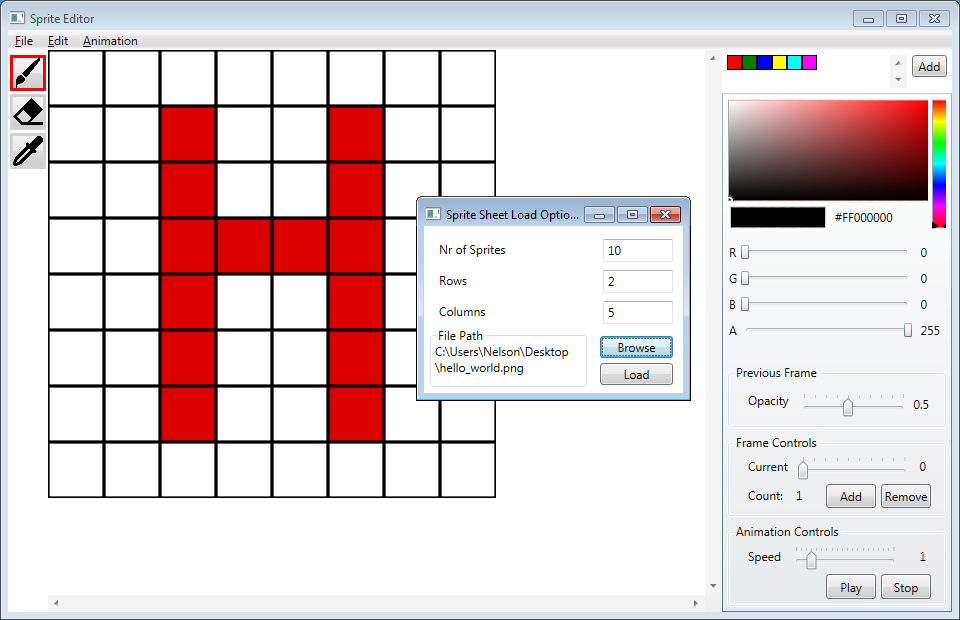 Sprite Editor
File Edit Animation
Add
#FF000000
R 0
G 0
B 0
A 255
Previous Frame
Opacity 0.5
Frame Controls
Current 0
Count: 1 Add Remove
Animation Controls
Speed 1
Play Stop
Sprite Sheet Load Optio...
Nr of Sprites 10
Rows 2
Columns 5
File Path
C:\Users\Nelson\Desktop
\hello_world.png
Browse
Load